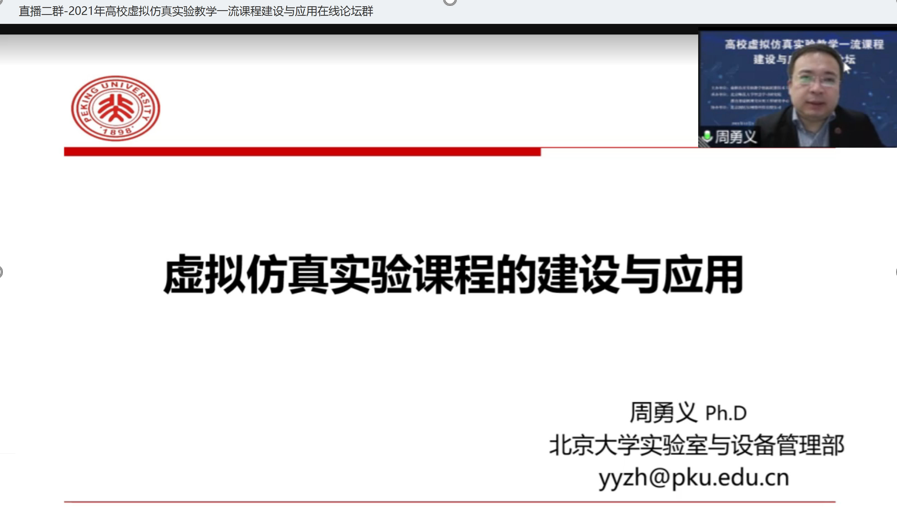 直播二群-2021年高校虚拟仿真实验教学一流课程建设与应用在线论坛群
PEKING UNIVERSITY
1898
高校虚拟仿真实验教学一流课程
周勇义
虚拟仿真实验课程的建设与应用
周勇义 Ph.D
北京大学实验室与设备管理部
yyzh@pku.edu.cn